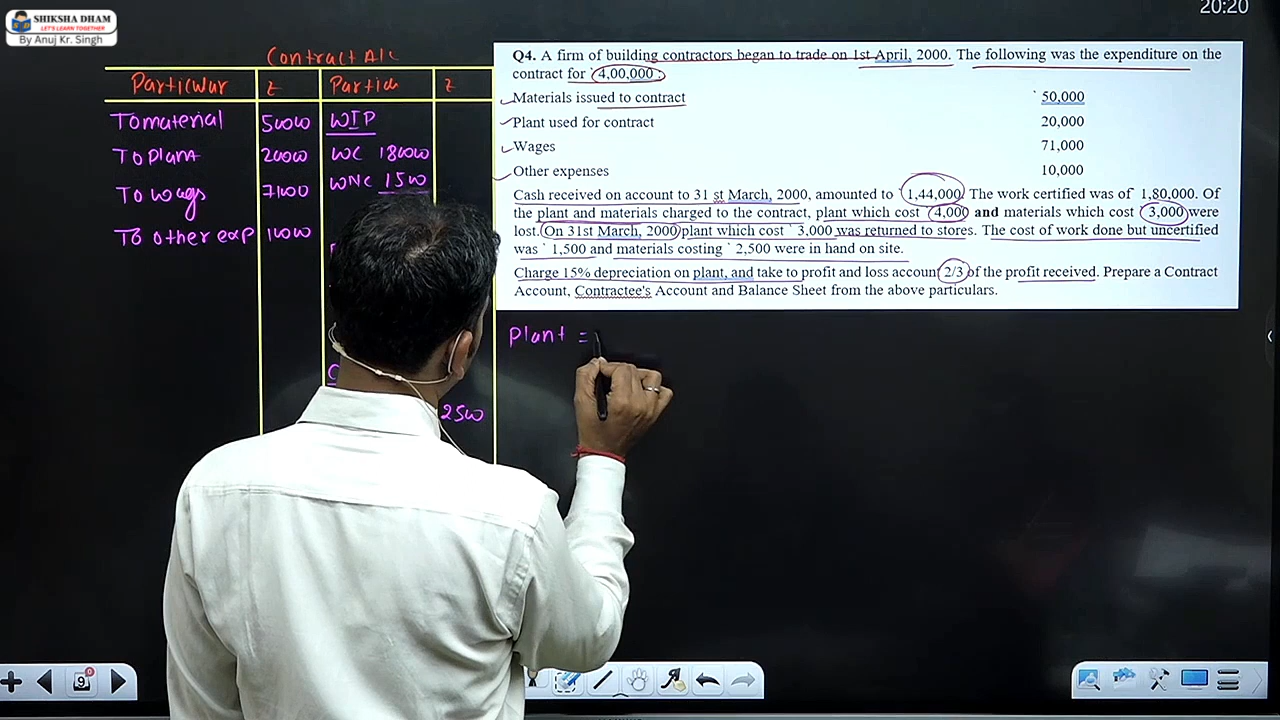 20:20
SHIKSHA DHAM
LET'S LEARN TOGETHER
By Anuj Kr. Singh
Contract A/c
Particular ₹ Particu ₹
To material 50000 WIP
To plant 20000 WC 180000
To wages 71000 WNC 1500
To other exp 10000
2500
Q4. A firm of building contractors began to trade on 1st April, 2000. The following was the expenditure on the
contract for ` 4,00,000 .
Materials issued to contract ` 50,000
Plant used for contract 20,000
Wages 71,000
Other expenses 10,000
Cash received on account to 31 st March, 2000, amounted to ` 1,44,000. The work certified was of `1,80,000. Of
the plant and materials charged to the contract, plant which cost ` 4,000 and materials which cost ` 3,000 were
lost. On 31st March, 2000 plant which cost ` 3,000 was returned to stores. The cost of work done but uncertified
was ` 1,500 and materials costing ` 2,500 were in hand on site.
Charge 15% depreciation on plant, and take to profit and loss account 2/3 of the profit received. Prepare a Contract
Account, Contractee's Account and Balance Sheet from the above particulars.
Plant =
9